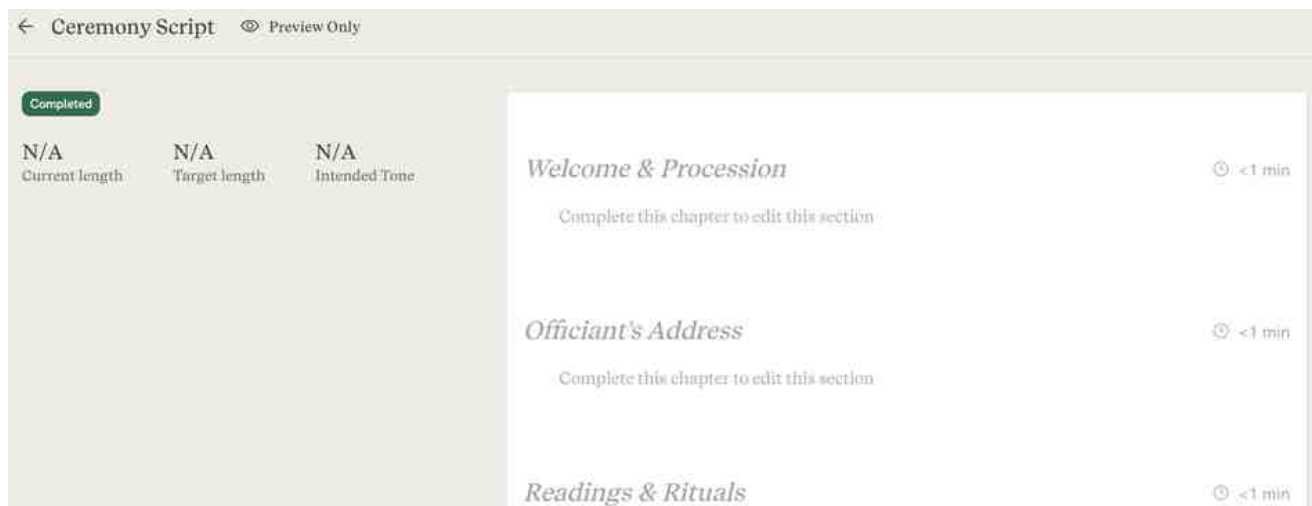 Ceremony Script Preview Only
Completed
N/A N/A N/A
Current length Target length Intended Tone
Welcome & Procession <1 min
Complete this chapter to edit this section
Officiant's Address <1 min
Complete this chapter to edit this section
Readings & Rituals <1 min